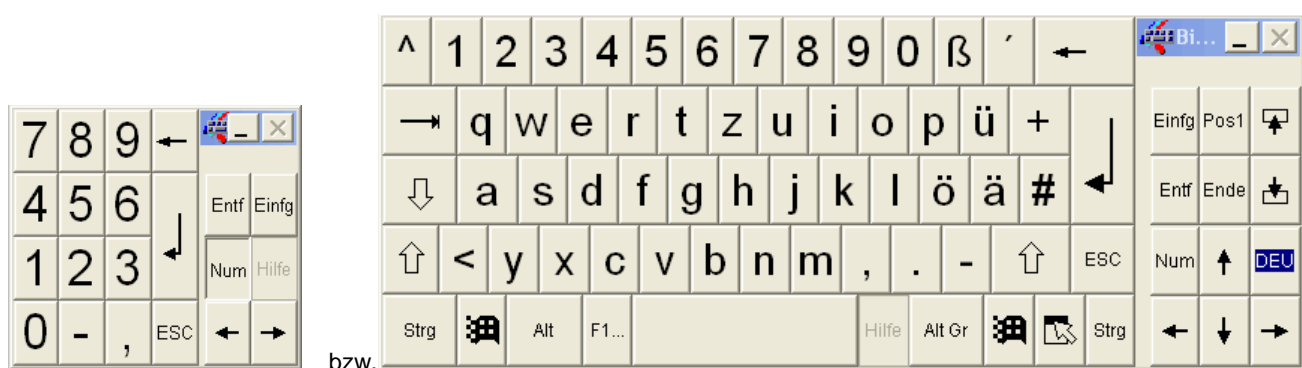 7 8 9
4 5 6 Entf Einfg
1 2 3 Num Hilfe
0 - , ESC
bzw.
^ 1 2 3 4 5 6 7 8 9 0 ß ´ Bi...
q w e r t z u i o p ü + Einfg Pos1
a s d f g h j k l ö ä # Entf Ende
< y x c v b n m , . - ESC Num DEU
Strg Alt F1... Hilfe Alt Gr Strg